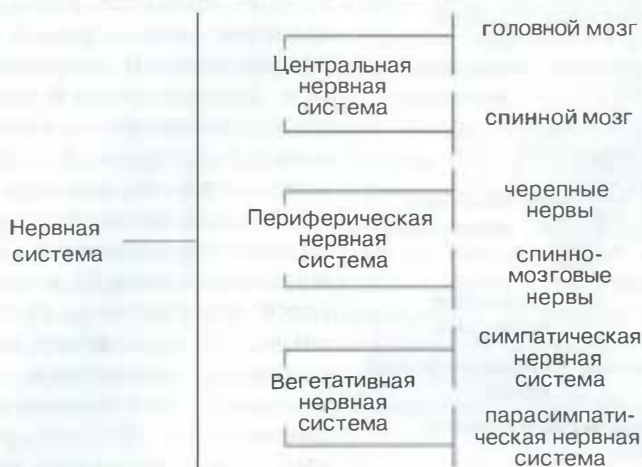 Нервная
система
Центральная
нервная
система
головной мозг
спинной мозг
Периферическая
нервная
система
черепные
нервы
спинно-
мозговые
нервы
Вегетативная
нервная
система
симпатическая
нервная
система
парасимпати-
ческая нервная
система